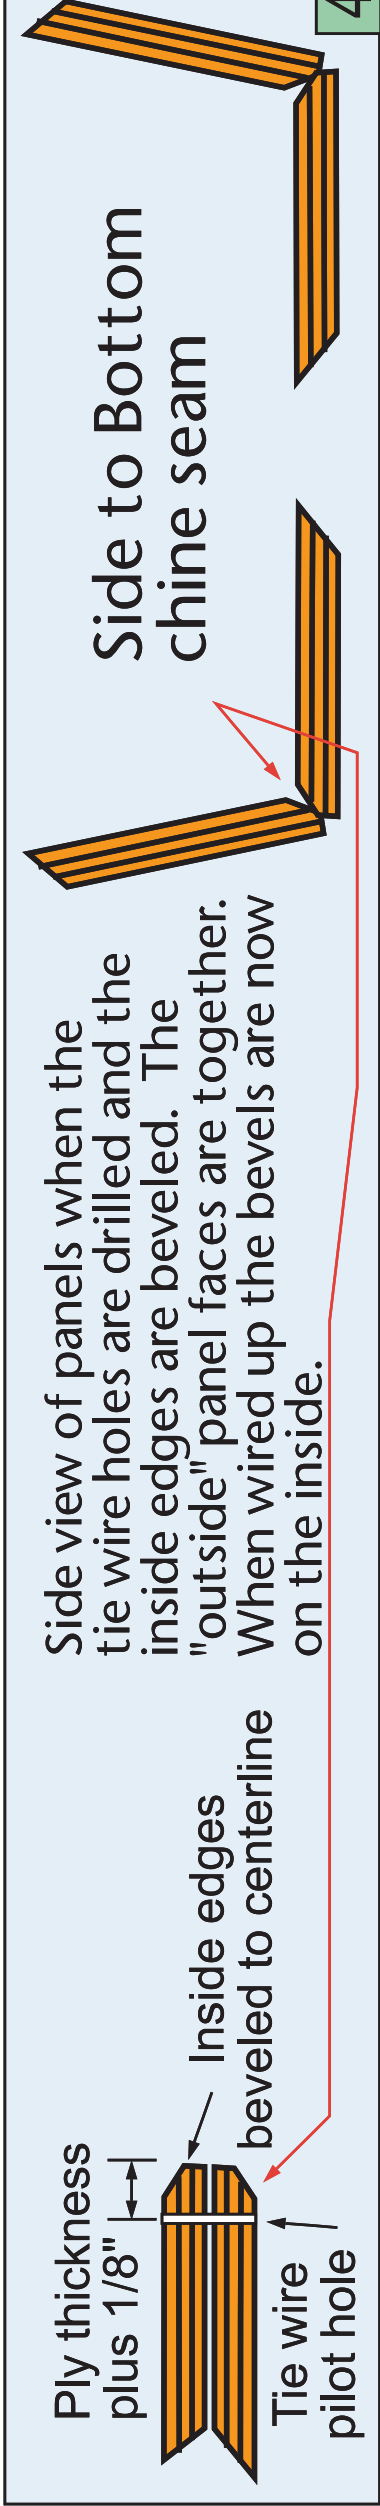 Ply thickness
plus 1/8"
Inside edges
beveled to centerline
Tie wire
pilot hole
Side view of panels when the
tie wire holes are drilled and the
inside edges are beveled. The
"outside" panel faces are together.
When wired up the bevels are now
on the inside.
Side to Bottom
chine seam
4